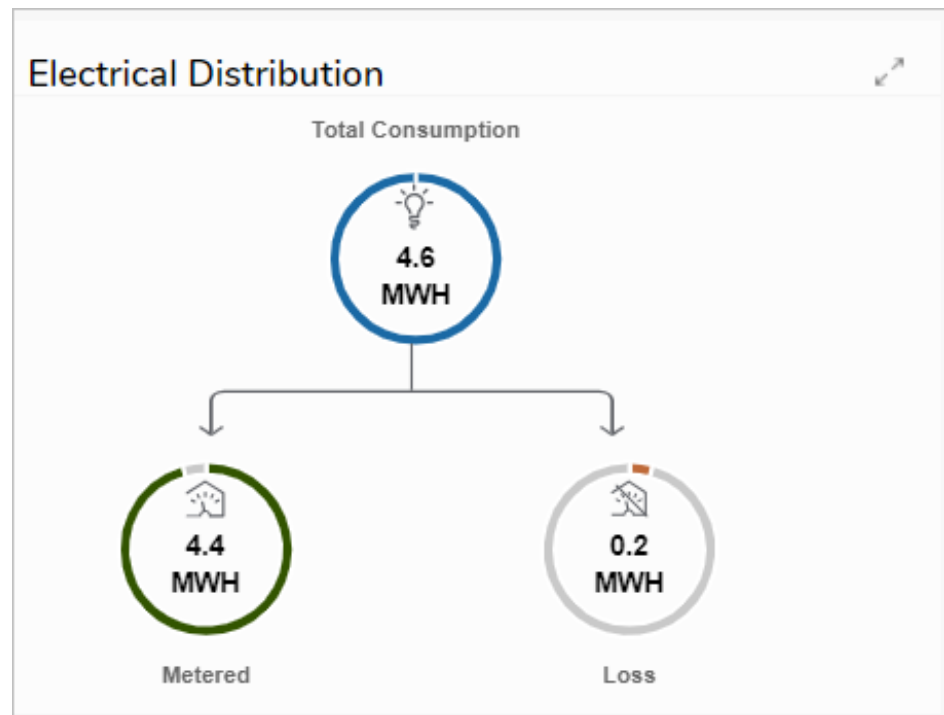 Electrical Distribution
Total Consumption
4.6
MWH
4.4
MWH
0.2
MWH
Metered
Loss